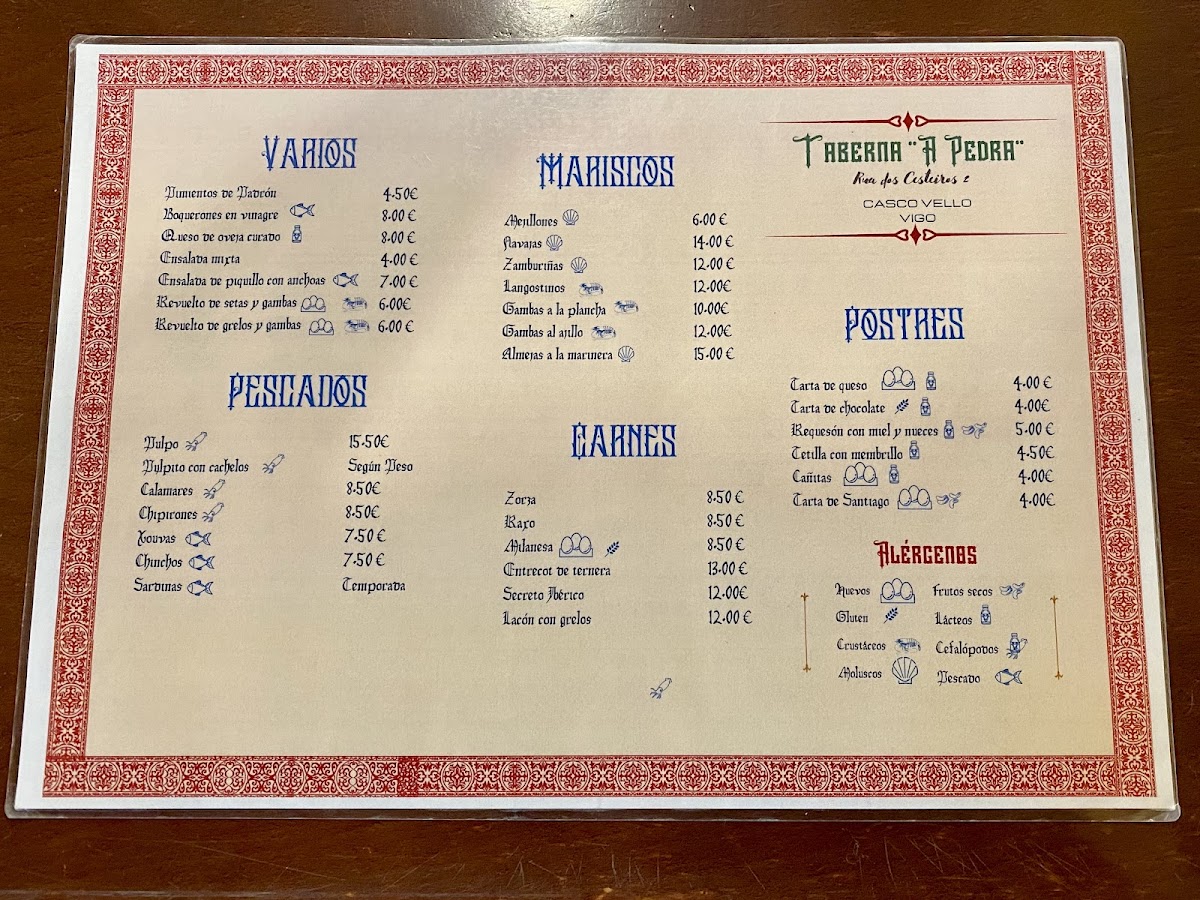 VARIOS
Pimientos de Padrón 4.50€
Boquerones en vinagre 8.00 €
Queso de oveja curado 8.00 €
Ensalada mixta 4.00 €
Ensalada de piquillo con anchoas 7.00 €
Revuelto de setas y gambas 6.00€
Revuelto de grelos y gambas 6.00 €
PESCADOS
Pulpo 15.50€
Pulpito con cachelos Según Peso
Calamares 8.50€
Chipirones 8.50€
Xouvas 7.50 €
Chinchos 7.50 €
Sardinas Temporada
MARISCOS
Mejillones 6.00 €
Navajas 14.00 €
Zamburiñas 12.00 €
Langostinos 12.00€
Gambas a la plancha 10.00€
Gambas al ajillo 12.00€
Almejas a la marinera 15.00 €
CARNES
Zorza 8.50 €
Raxo 8.50 €
Milanesa 8.50 €
Entrecot de ternera 13.00 €
Secreto Ibérico 12.00€
Lacón con grelos 12.00 €
TABERNA "A PEDRA"
Rua dos Cesteiros 2
CASCO VELLO
VIGO
POSTRES
Tarta de queso 4.00 €
Tarta de chocolate 4.00€
Requesón con miel y nueces 5.00 €
Tetilla con membrillo 4.50€
Cañitas 4.00€
Tarta de Santiago 4.00€
ALÉRGENOS
Huevos Frutos secos
Gluten Lácteos
Crustáceos Cefalópodos
Moluscos Pescado